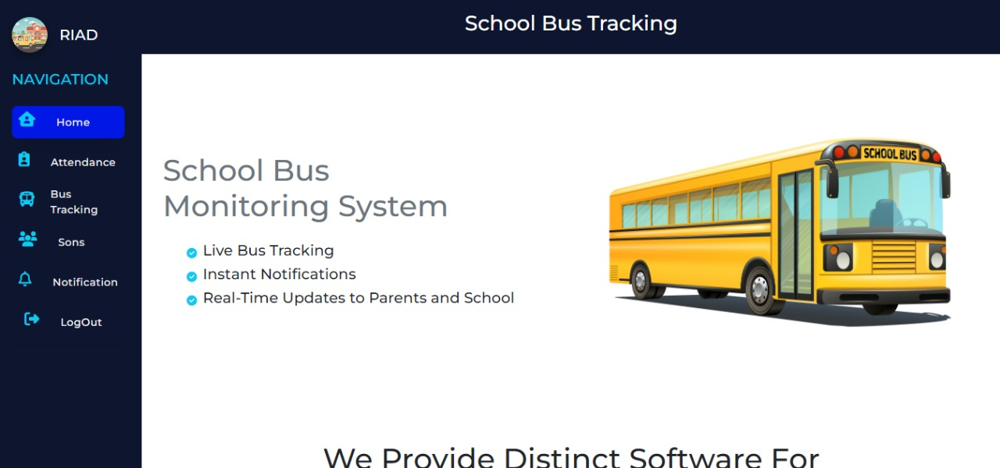 RIAD
School Bus Tracking
NAVIGATION
Home
Attendance
Bus
Tracking
Sons
Notification
LogOut
School Bus
Monitoring System
Live Bus Tracking
Instant Notifications
Real-Time Updates to Parents and School
SCHOOL BUS
We Provide Distinct Software For